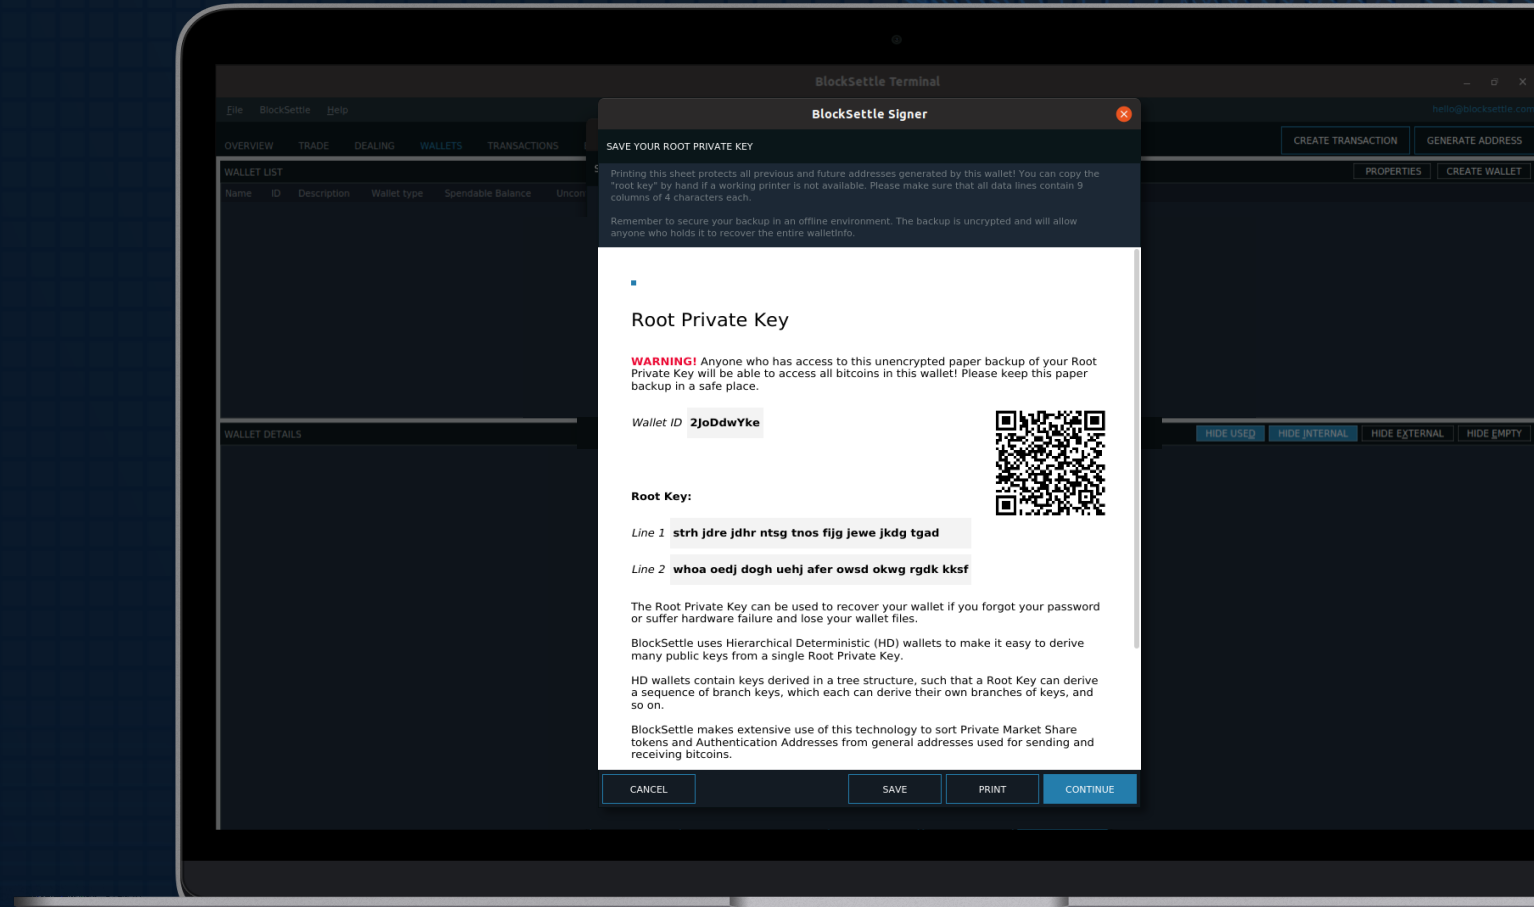 BlockSettle Terminal
File BlockSettle Help
hello@blocksettle.com
OVERVIEW TRADE DEALING WALLETS TRANSACTIONS
CREATE TRANSACTION GENERATE ADDRESS
WALLET LIST
PROPERTIES CREATE WALLET
Name ID Description Wallet type Spendable Balance Uncon
BlockSettle Signer
SAVE YOUR ROOT PRIVATE KEY
Printing this sheet protects all previous and future addresses generated by this wallet! You can copy the
"root key" by hand if a working printer is not available. Please make sure that all data lines contain 9
columns of 4 characters each.
Remember to secure your backup in an offline environment. The backup is uncrypted and will allow
anyone who holds it to recover the entire walletInfo.
Root Private Key
WARNING! Anyone who has access to this unencrypted paper backup of your Root
Private Key will be able to access all bitcoins in this wallet! Please keep this paper
backup in a safe place.
Wallet ID 2JoDdwYke
Root Key:
Line 1 strh jdre jdhr ntsg tnos fijg jewe jkdg tgad
Line 2 whoa oedj dogh uehj afer owsd okwg rgdk kksf
The Root Private Key can be used to recover your wallet if you forgot your password
or suffer hardware failure and lose your wallet files.
BlockSettle uses Hierarchical Deterministic (HD) wallets to make it easy to derive
many public keys from a single Root Private Key.
HD wallets contain keys derived in a tree structure, such that a Root Key can derive
a sequence of branch keys, which each can derive their own branches of keys, and
so on.
BlockSettle makes extensive use of this technology to sort Private Market Share
tokens and Authentication Addresses from general addresses used for sending and
receiving bitcoins.
CANCEL SAVE PRINT CONTINUE
WALLET DETAILS
HIDE USED HIDE INTERNAL HIDE EXTERNAL HIDE EMPTY